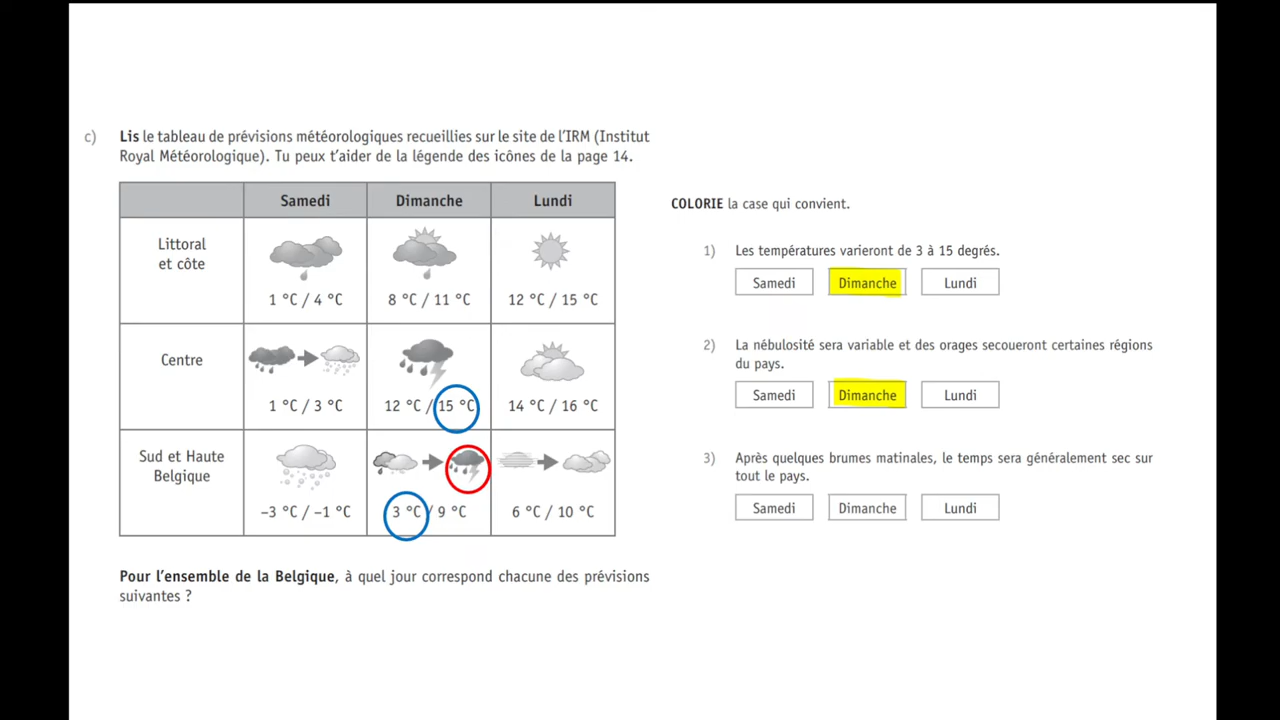 c) Lis le tableau de prévisions météorologiques recueillies sur le site de l'IRM (Institut
Royal Météorologique). Tu peux t'aider de la légende des icônes de la page 14.
Samedi Dimanche Lundi
Littoral
et côte
1 °C / 4 °C 8 °C / 11 °C 12 °C / 15 °C
Centre
1 °C / 3 °C 12 °C / 15 °C 14 °C / 16 °C
Sud et Haute
Belgique
–3 °C / –1 °C 3 °C / 9 °C 6 °C / 10 °C
Pour l'ensemble de la Belgique, à quel jour correspond chacune des prévisions
suivantes ?
COLORIE la case qui convient.
1) Les températures varieront de 3 à 15 degrés.
Samedi Dimanche Lundi
2) La nébulosité sera variable et des orages secoueront certaines régions
du pays.
Samedi Dimanche Lundi
3) Après quelques brumes matinales, le temps sera généralement sec sur
tout le pays.
Samedi Dimanche Lundi